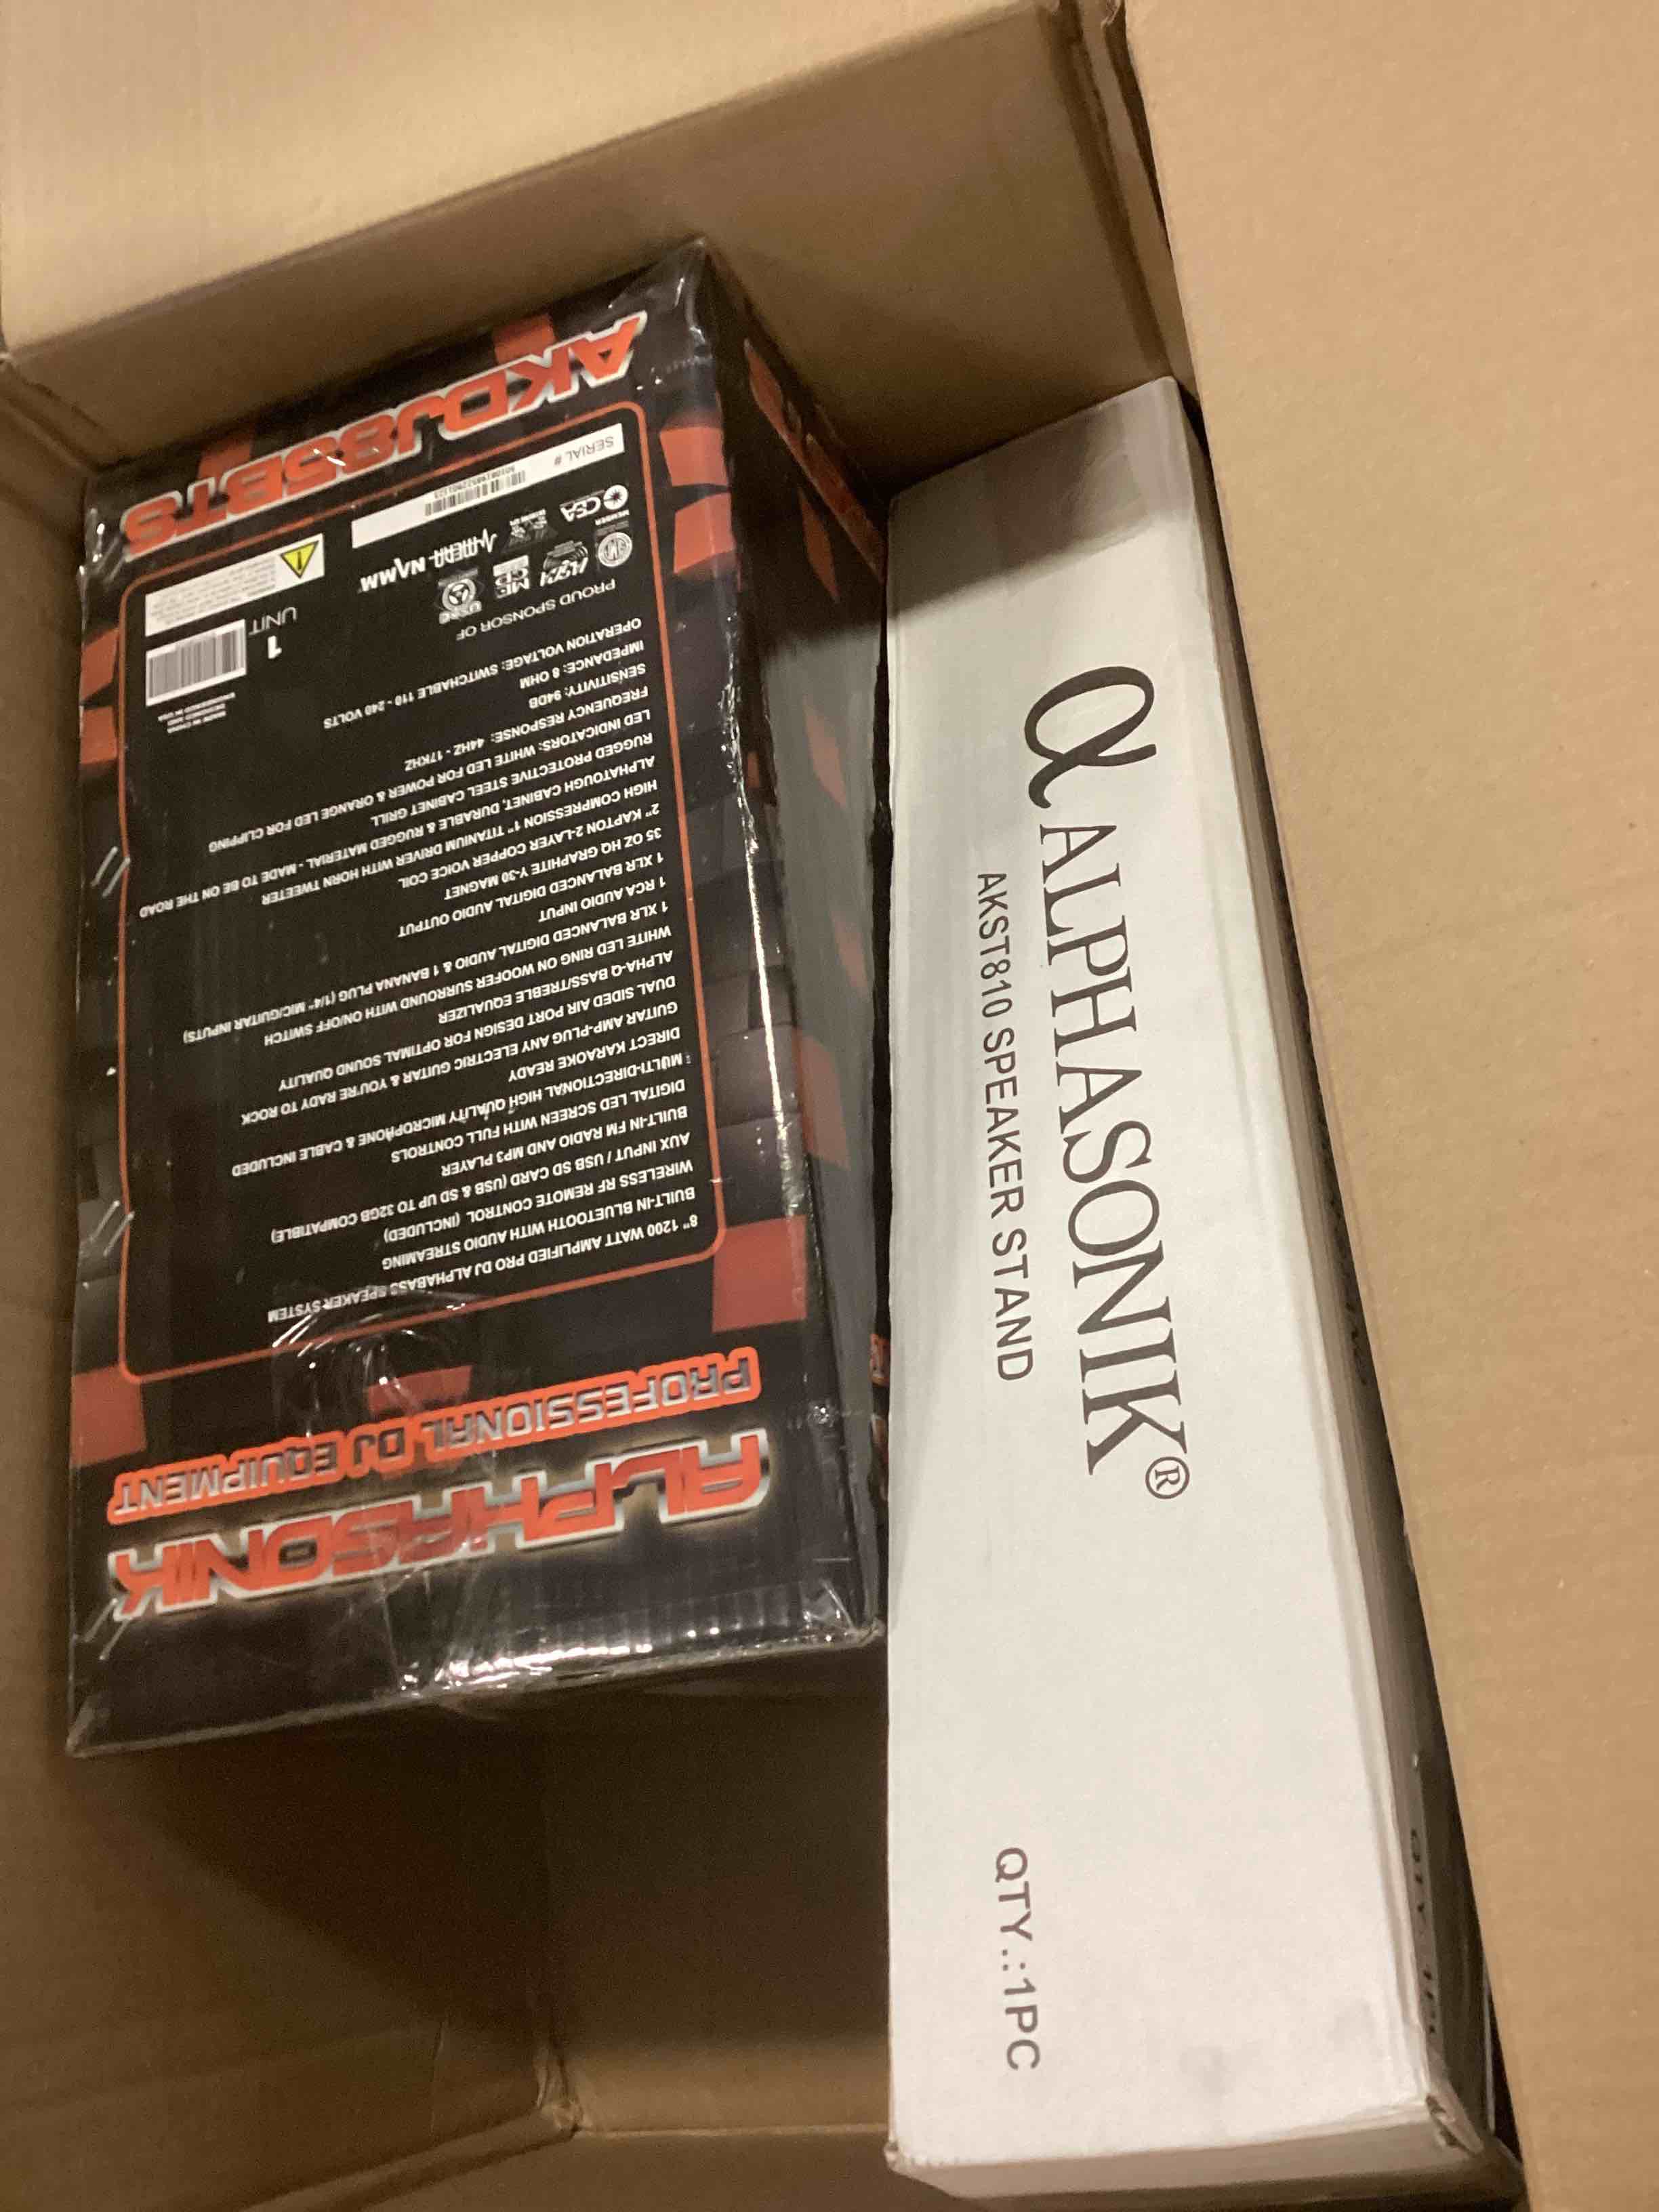 ALPHASONIK
PROFESSIONAL DJ EQUIPMENT
8" 1200 WATT AMPLIFIED PRO DJ ALPHABASS SPEAKER SYSTEM
BUILT-IN BLUETOOTH WITH AUDIO STREAMING
WIRELESS RF REMOTE CONTROL (INCLUDED)
AUX INPUT / USB SD CARD (USB & SD UP TO 32GB COMPATIBLE)
BUILT-IN FM RADIO AND MP3 PLAYER
DIGITAL LED SCREEN WITH FULL CONTROLS
MULTI-DIRECTIONAL HIGH QUALITY MICROPHONE & CABLE INCLUDED
DIRECT KARAOKE READY
GUITAR AMP-PLUG ANY ELECTRIC GUITAR & YOU'RE RADY TO ROCK
DUAL SIDED AIR PORT DESIGN FOR OPTIMAL SOUND QUALITY
ALPHA-Q BASS/TREBLE EQUALIZER
WHITE LED RING ON WOOFER SURROUND WITH ON/OFF SWITCH
1 XLR BALANCED DIGITAL AUDIO & 1 BANANA PLUG (1/4" MIC/GUITAR INPUTS)
1 RCA AUDIO INPUT
1 XLR BALANCED DIGITAL AUDIO OUTPUT
35 OZ HQ GRAPHITE Y-30 MAGNET
2" KAPTON 2-LAYER COPPER VOICE COIL
HIGH COMPRESSION 1" TITANIUM DRIVER WITH HORN TWEETER
ALPHATOUGH CABINET, DURABLE & RUGGED MATERIAL - MADE TO BE ON THE ROAD
RUGGED PROTECTIVE STEEL CABINET GRILL
LED INDICATORS: WHITE LED FOR POWER & ORANGE LED FOR CLIPPING
FREQUENCY RESPONSE: 44HZ - 17KHZ
SENSITIVITY: 94DB
IMPEDANCE: 8 OHM
OPERATION VOLTAGE: SWITCHABLE 110 - 240 VOLTS
PROUD SPONSOR OF
USRC
MERA
NAMM
MEMBER
CEA
1
UNIT
SERIAL #
AKDJ85BTS
ALPHASONIK®
AKST810 SPEAKER STAND
QTY.:1PC